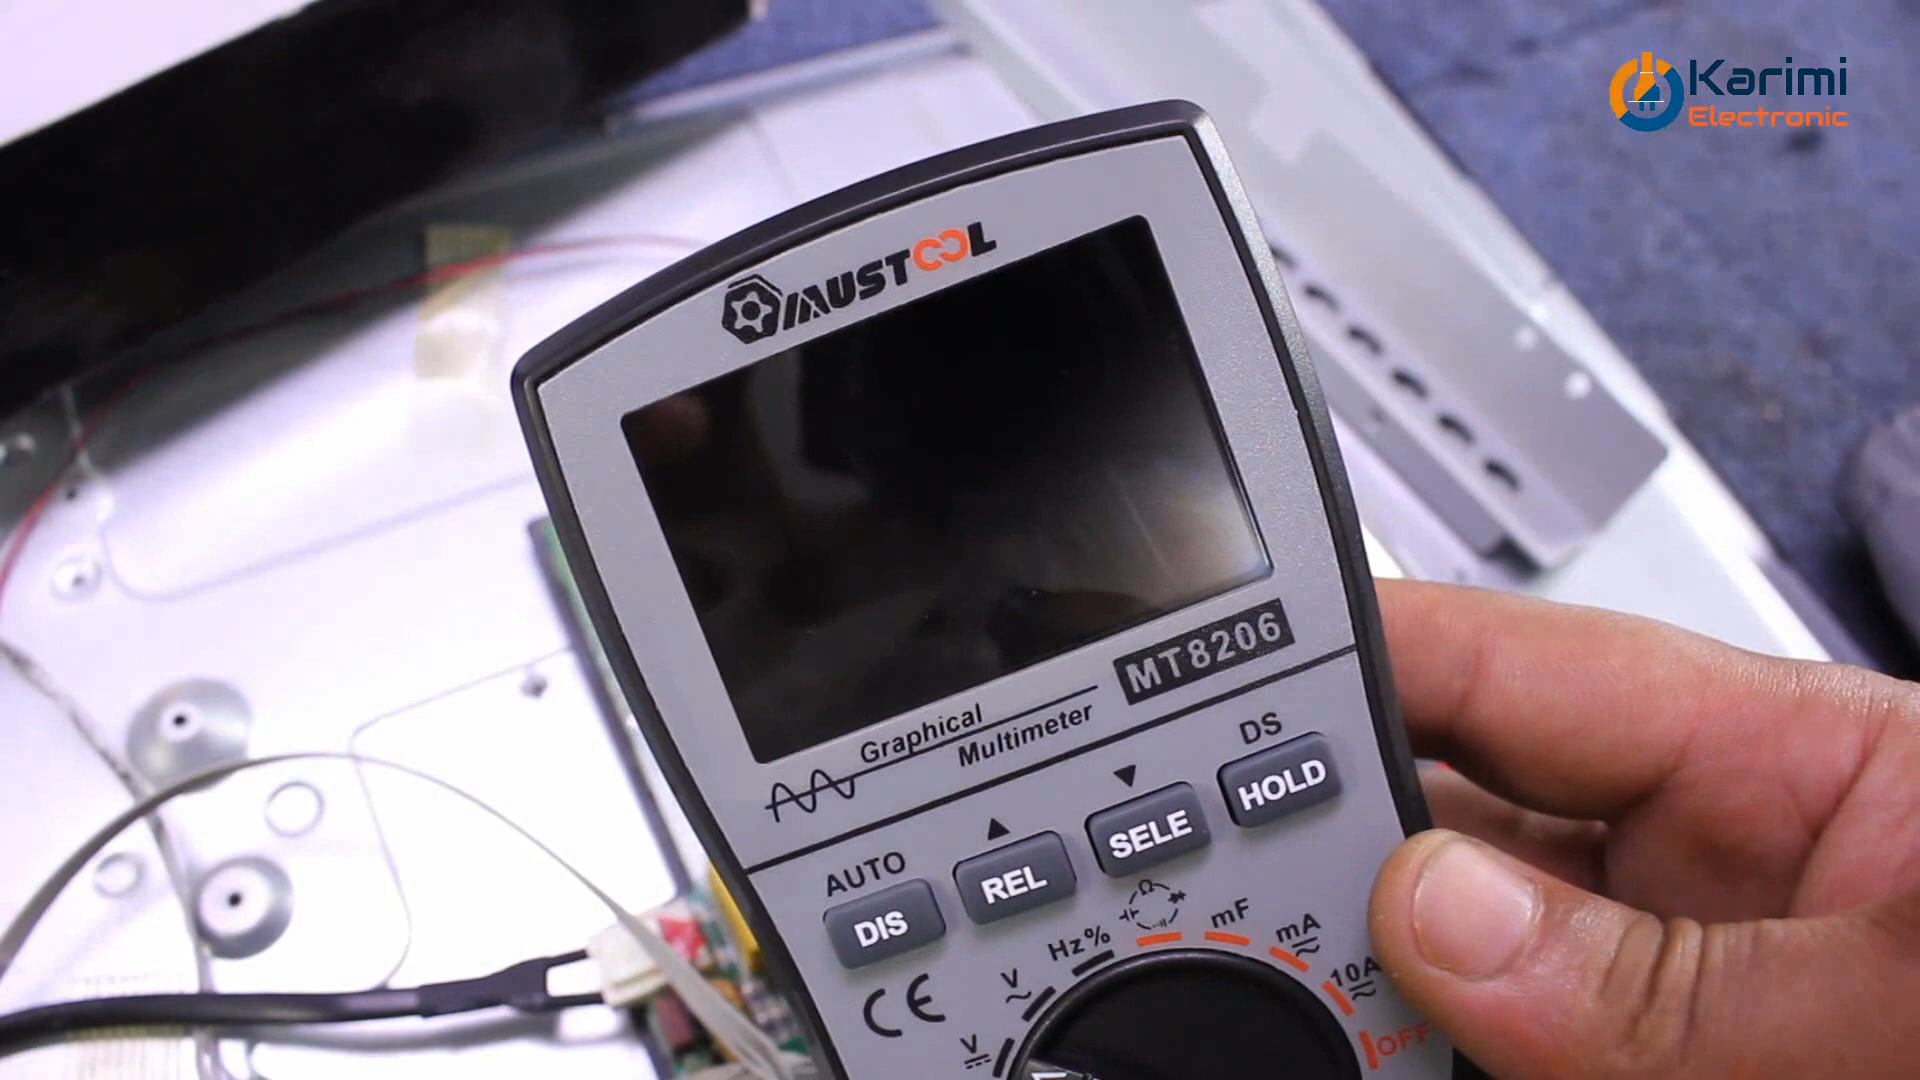 Karimi
Electronic
MUSTOOL
MT8206
Graphical
Multimeter
DS
HOLD
SELE
REL
AUTO
DIS
CE
V
V
Hz%
Ω
mF
mA
10A
OFF